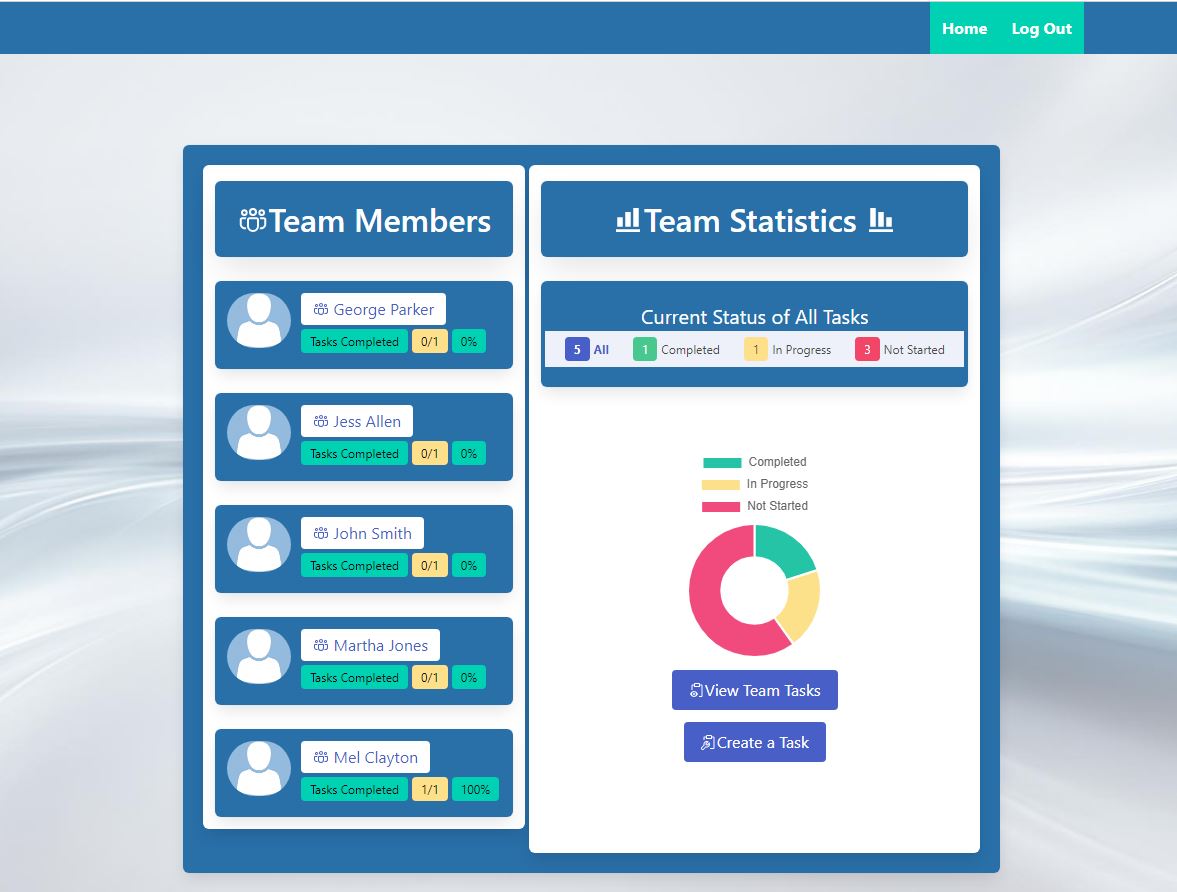 Home Log Out
Team Members
George Parker
Tasks Completed 0/1 0%
Jess Allen
Tasks Completed 0/1 0%
John Smith
Tasks Completed 0/1 0%
Martha Jones
Tasks Completed 0/1 0%
Mel Clayton
Tasks Completed 1/1 100%
Team Statistics
Current Status of All Tasks
5 All 1 Completed 1 In Progress 3 Not Started
Completed
In Progress
Not Started
View Team Tasks
Create a Task